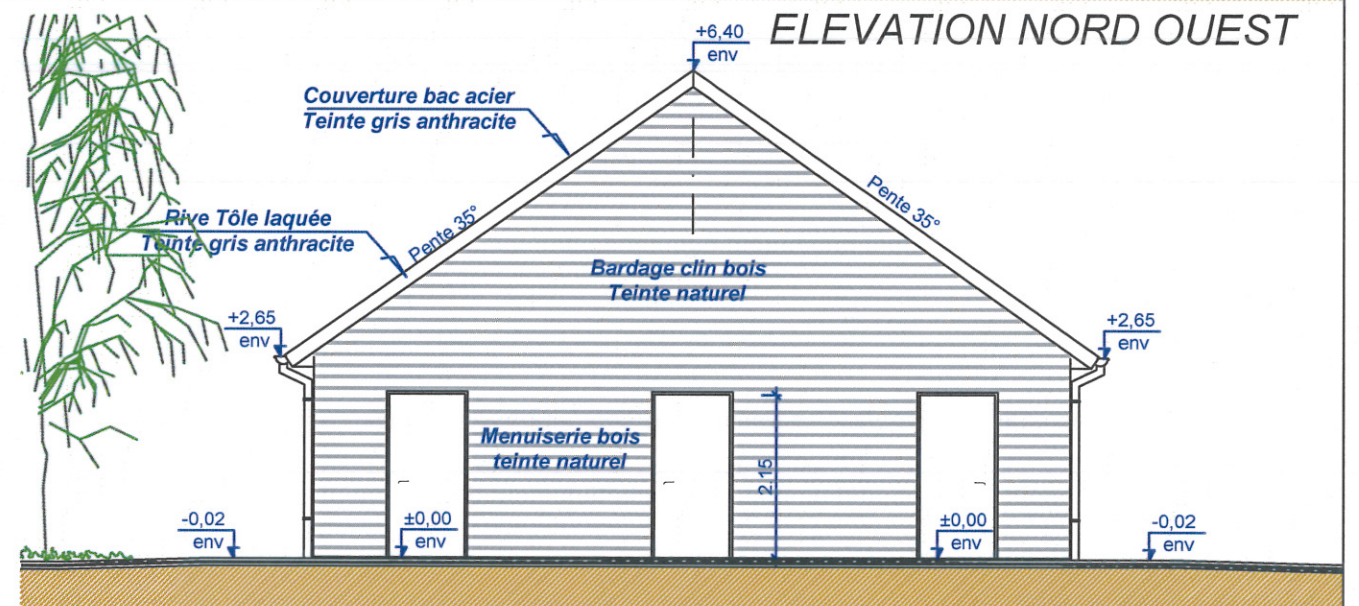 ELEVATION NORD OUEST
+6,40
env
Couverture bac acier
Teinte gris anthracite
Rive Tôle laquée
Teinte gris anthracite
Pente 35°
Pente 35°
Bardage clin bois
Teinte naturel
+2,65
env
+2,65
env
Menuiserie bois
teinte naturel
2.15
-0,02
env
±0,00
env
±0,00
env
-0,02
env